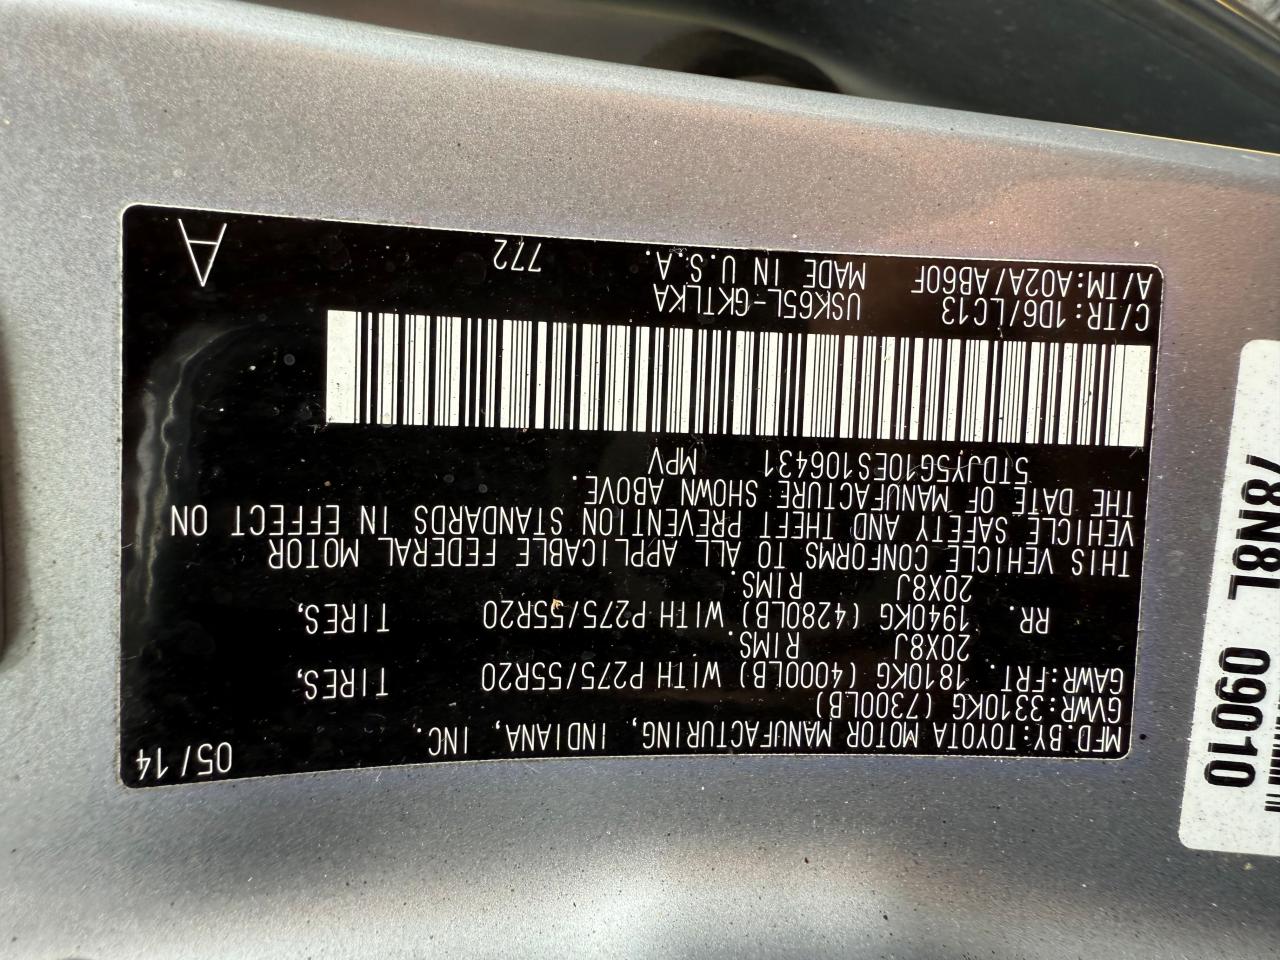 MFD.BY:TOYOTA MOTOR MANUFACTURING, INDIANA, INC. 05/14
GVWR:3310KG (7300LB)
GAWR:FRT. 1810KG (4000LB) WITH P275/55R20 TIRES,
20X8J RIMS.
RR. 1940KG (4280LB) WITH P275/55R20 TIRES,
20X8J RIMS.
THIS VEHICLE CONFORMS TO ALL APPLICABLE FEDERAL MOTOR
VEHICLE SAFETY AND THEFT PREVENTION STANDARDS IN EFFECT ON
THE DATE OF MANUFACTURE SHOWN ABOVE.
5TDJY5G10ES106431 MPV
C/TR:1D6/LC13 USK65L-GKTLKA
A/TM:A02A/AB60F MADE IN U.S.A. 772 A
78N8L 09010